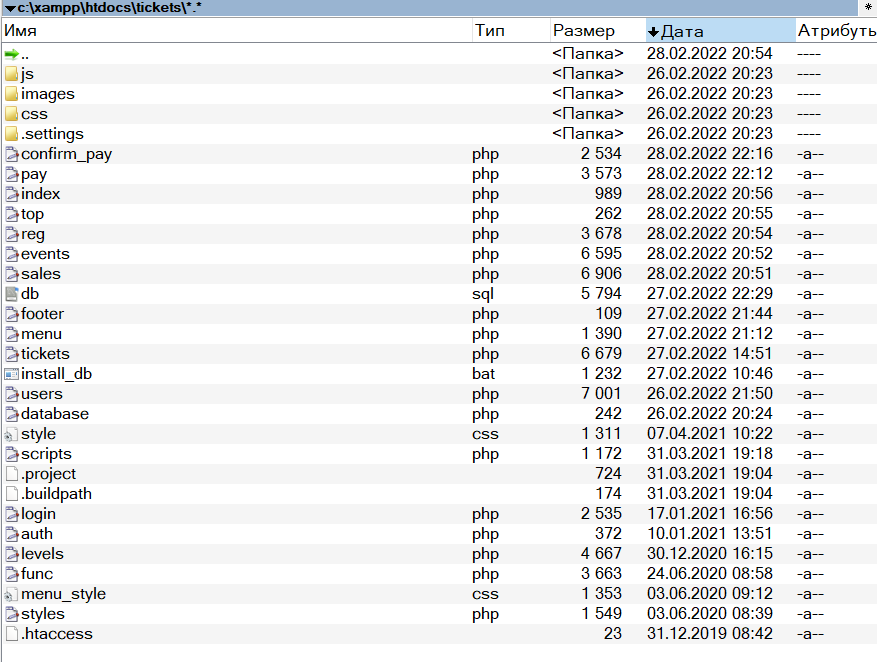 c:\xampp\htdocs\tickets\*.* *
Имя Тип Размер Дата Атрибуть
.. <Папка> 28.02.2022 20:54 ----
js <Папка> 26.02.2022 20:23 ----
images <Папка> 26.02.2022 20:23 ----
css <Папка> 26.02.2022 20:23 ----
.settings <Папка> 26.02.2022 20:23 ----
confirm_pay php 2 534 28.02.2022 22:16 -a--
pay php 3 573 28.02.2022 22:12 -a--
index php 989 28.02.2022 20:56 -a--
top php 262 28.02.2022 20:55 -a--
reg php 3 678 28.02.2022 20:54 -a--
events php 6 595 28.02.2022 20:52 -a--
sales php 6 906 28.02.2022 20:51 -a--
db sql 5 794 27.02.2022 22:29 -a--
footer php 109 27.02.2022 21:44 -a--
menu php 1 390 27.02.2022 21:12 -a--
tickets php 6 679 27.02.2022 14:51 -a--
install_db bat 1 232 27.02.2022 10:46 -a--
users php 7 001 26.02.2022 21:50 -a--
database php 242 26.02.2022 20:24 -a--
style css 1 311 07.04.2021 10:22 -a--
scripts php 1 172 31.03.2021 19:18 -a--
.project 724 31.03.2021 19:04 -a--
.buildpath 174 31.03.2021 19:04 -a--
login php 2 535 17.01.2021 16:56 -a--
auth php 372 10.01.2021 13:51 -a--
levels php 4 667 30.12.2020 16:15 -a--
func php 3 663 24.06.2020 08:58 -a--
menu_style css 1 353 03.06.2020 09:12 -a--
styles php 1 549 03.06.2020 08:39 -a--
.htaccess 23 31.12.2019 08:42 -a--